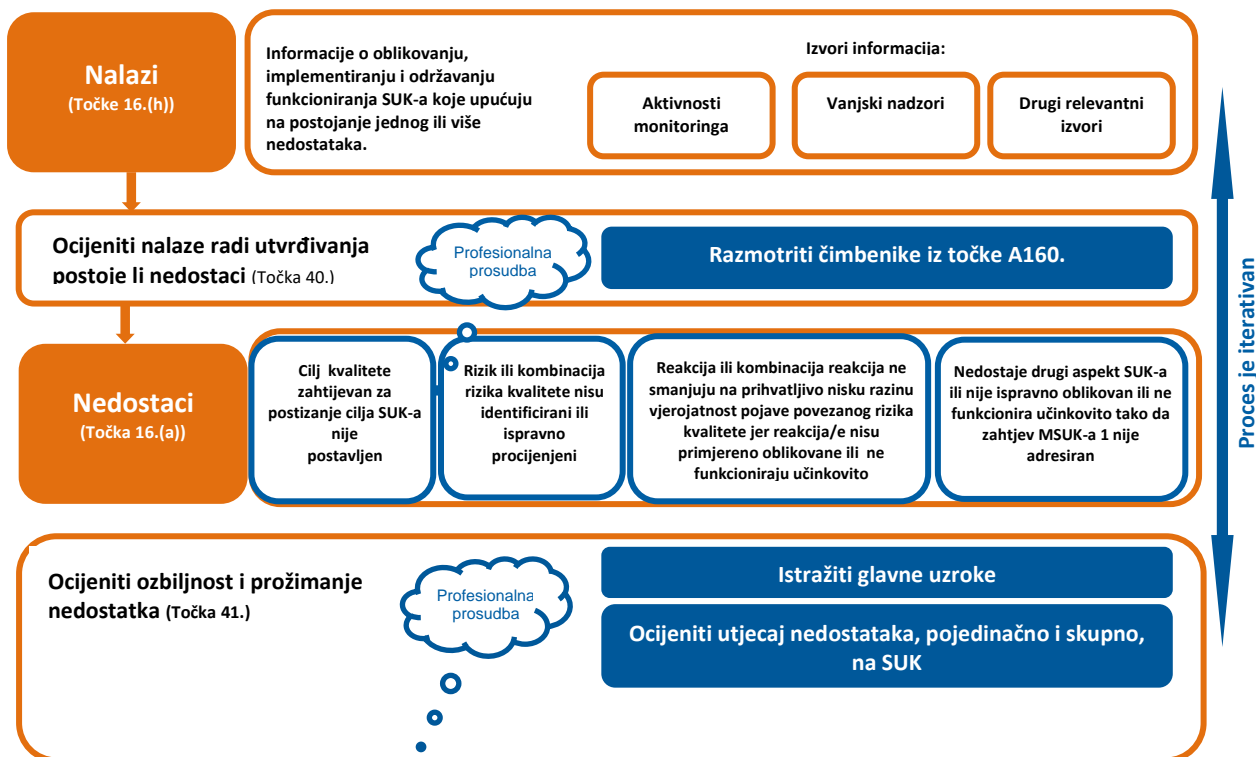 Nalazi
(Točke 16.(h))
Informacije o oblikovanju,
implementiranju i održavanju
funkcioniranja SUK-a koje upućuju
na postojanje jednog ili više
nedostataka.
Izvori informacija:
Aktivnosti
monitoringa
Vanjski nadzori
Drugi relevantni
izvori
Ocijeniti nalaze radi utvrđivanja
postoje li nedostaci (Točka 40.)
Profesionalna
prosudba
Razmotriti čimbenike iz točke A160.
Nedostaci
(Točka 16.(a))
Cilj kvalitete
zahtijevan za
postizanje cilja SUK-a
nije
postavljen
Rizik ili kombinacija
rizika kvalitete nisu
identificirani ili
ispravno
procijenjeni
Reakcija ili kombinacija reakcija ne
smanjuju na prihvatljivo nisku razinu
vjerojatnost pojave povezanog rizika
kvalitete jer reakcija/e nisu
primjereno oblikovane ili ne
funkcioniraju učinkovito
Nedostaje drugi aspekt SUK-a
ili nije ispravno oblikovan ili ne
funkcionira učinkovito tako da
zahtjev MSUK-a 1 nije
adresiran
Ocijeniti ozbiljnost i prožimanje
nedostatka (Točka 41.)
Profesionalna
prosudba
Istražiti glavne uzroke
Ocijeniti utjecaj nedostataka, pojedinačno i skupno,
na SUK
Proces je iterativan